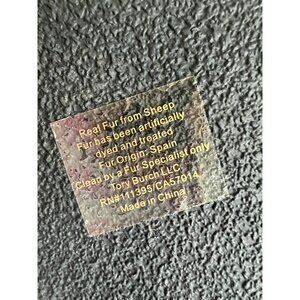 Real Fur from Sheep
Fur has been artificially
dyed and treated
Fur Origin: Spain
Clean by a Fur Specialist only
Tory Burch LLC
RN#111395/CA57014
Made in China